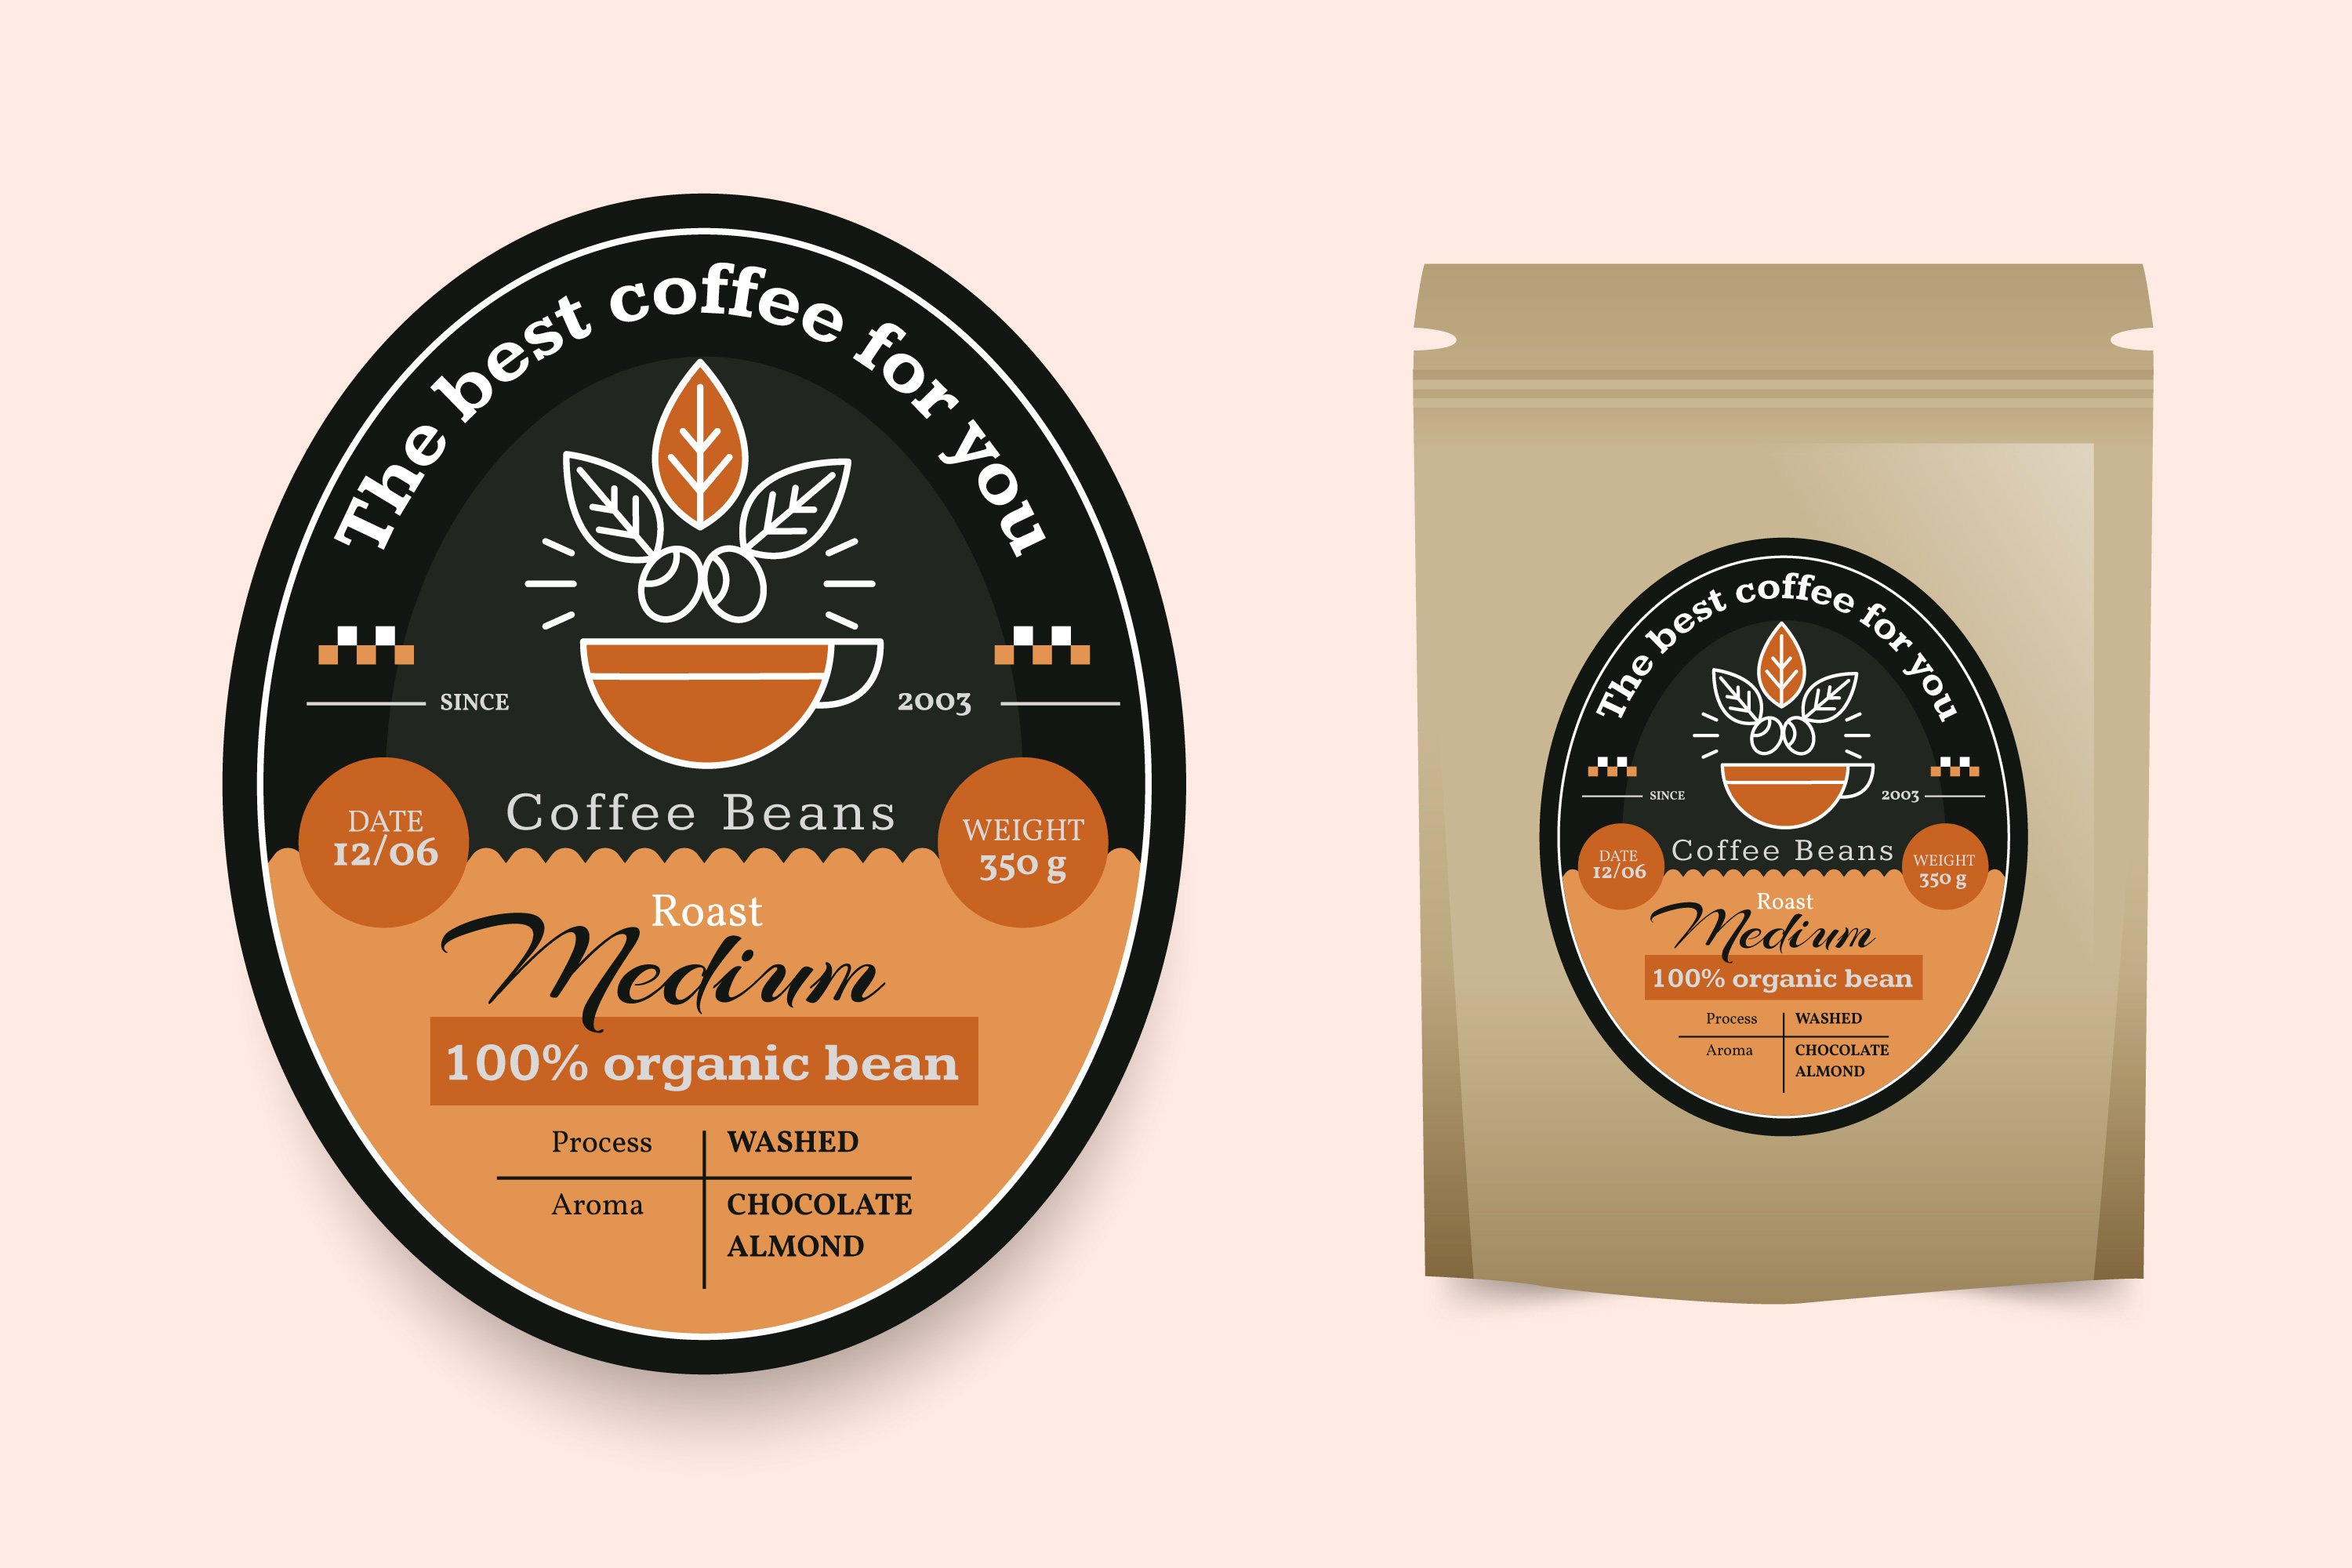 The best coffee for you
SINCE 2003
Coffee Beans
DATE
12/06
WEIGHT
350 g
Roast
Medium
100% organic bean
Process WASHED
Aroma CHOCOLATE
ALMOND
The best coffee for you
SINCE 2003
Coffee Beans
DATE
12/06
WEIGHT
350 g
Roast
Medium
100% organic bean
Process WASHED
Aroma CHOCOLATE
ALMOND